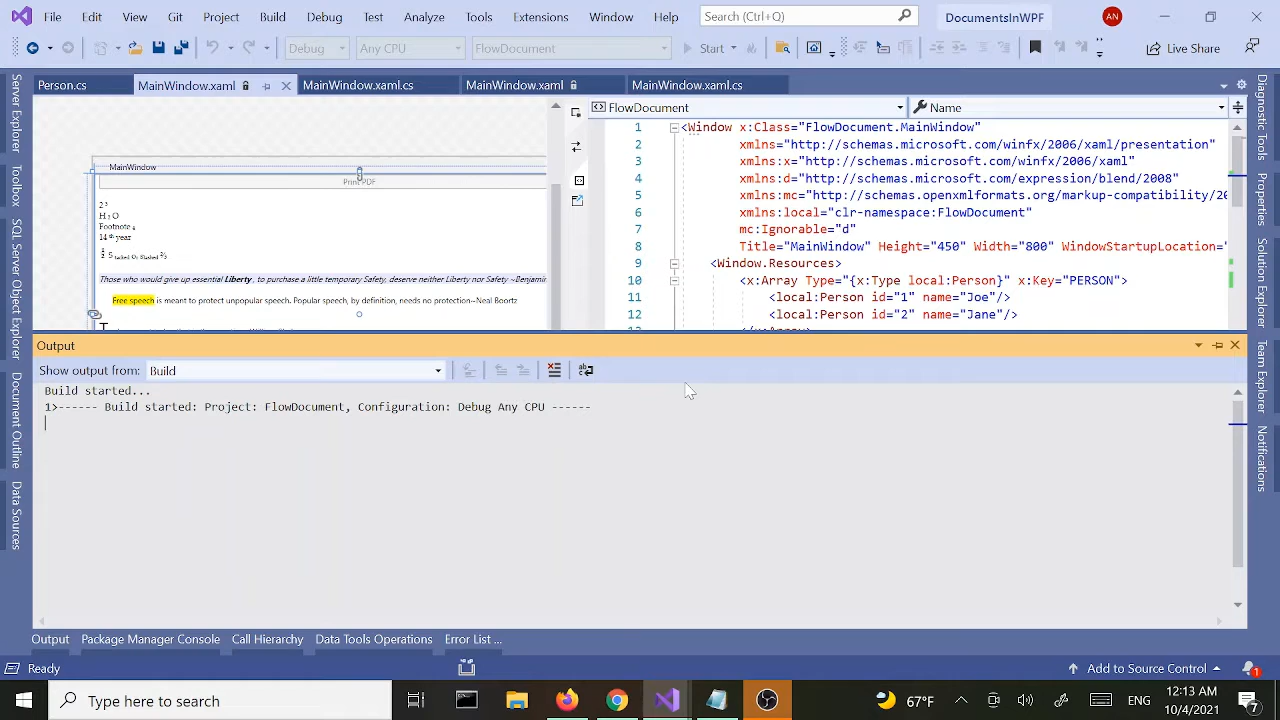 File Edit View Git Project Build Debug Test Analyze Tools Extensions Window Help Search (Ctrl+Q) DocumentsInWPF AN
Debug Any CPU FlowDocument Start Live Share
Person.cs MainWindow.xaml MainWindow.xaml.cs MainWindow.xaml MainWindow.xaml.cs
FlowDocument Name
MainWindow
Print PDF
2 3
H 2 O
Footnote 4
14 th year
Those who would give up essential Liberty, to purchase a little temporary Safety, deserve neither Liberty nor Safety ~Benjamin
Free speech is meant to protect unpopular speech. Popular speech, by definition, needs no protection~Neal Boortz
1 <Window x:Class="FlowDocument.MainWindow"
2 xmlns="http://schemas.microsoft.com/winfx/2006/xaml/presentation"
3 xmlns:x="http://schemas.microsoft.com/winfx/2006/xaml"
4 xmlns:d="http://schemas.microsoft.com/expression/blend/2008"
5 xmlns:mc="http://schemas.openxmlformats.org/markup-compatibility/20
6 xmlns:local="clr-namespace:FlowDocument"
7 mc:Ignorable="d"
8 Title="MainWindow" Height="450" Width="800" WindowStartupLocation="
9 <Window.Resources>
10 <x:Array Type="{x:Type local:Person}" x:Key="PERSON">
11 <local:Person id="1" name="Joe"/>
12 <local:Person id="2" name="Jane"/>
Output
Show output from: Build
Build started...
1>------ Build started: Project: FlowDocument, Configuration: Debug Any CPU ------
Server Explorer
Toolbox
SQL Server Object Explorer
Document Outline
Data Sources
Diagnostic Tools
Properties
Solution Explorer
Team Explorer
Notifications
Output Package Manager Console Call Hierarchy Data Tools Operations Error List ...
Ready Add to Source Control 1
Type here to search 67°F ENG 12:13 AM
10/4/2021 7